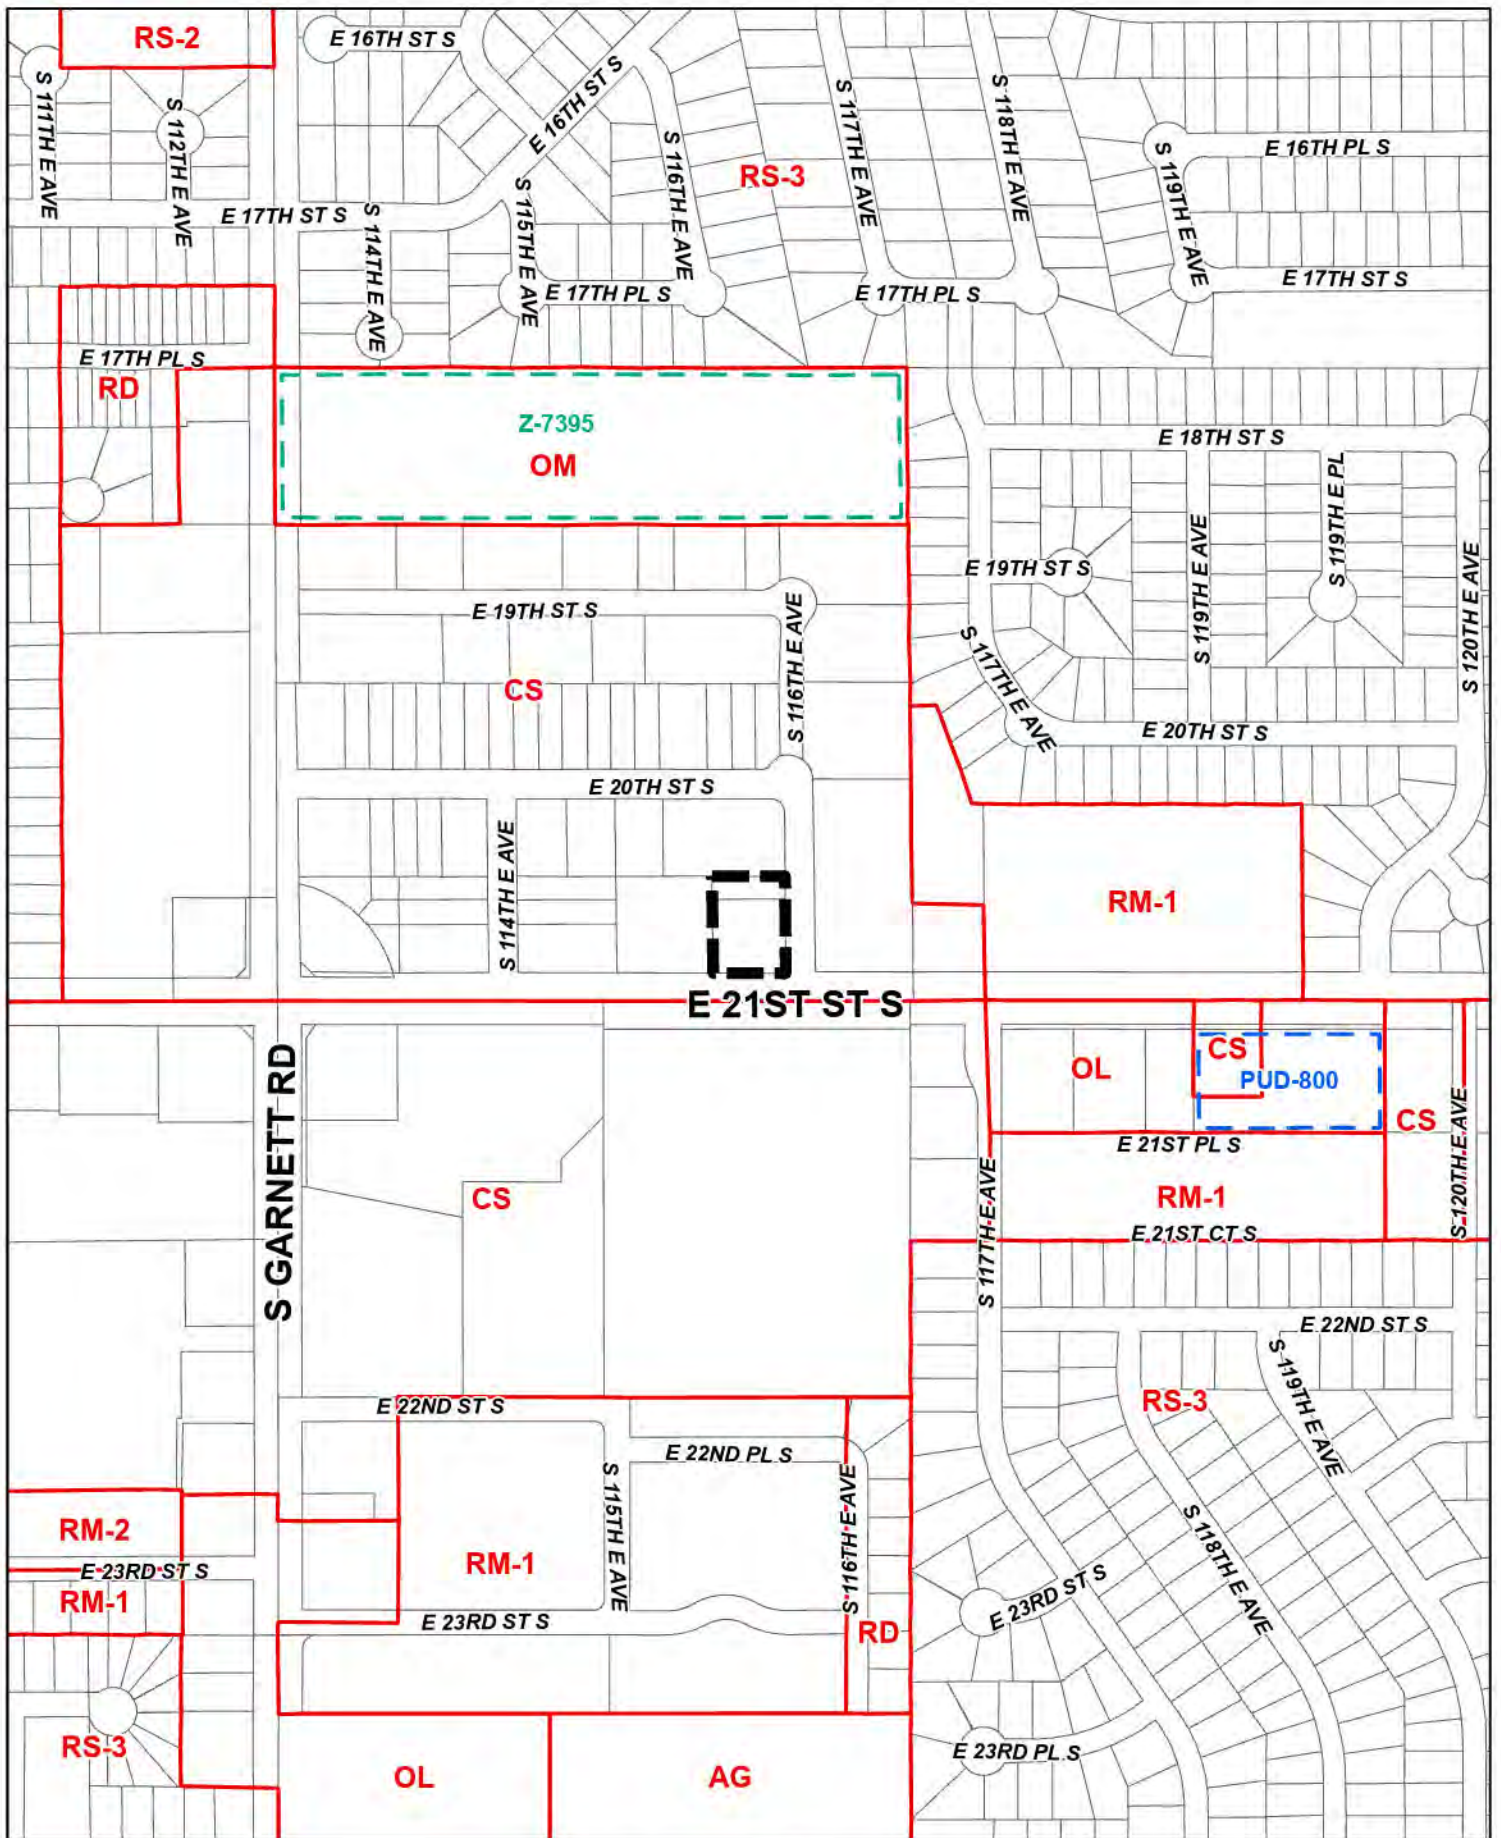 RS-2
E 16TH ST S
E 16TH ST S
S 111TH E AVE
S 112TH E AVE
S 117TH E AVE
S 118TH E AVE
S 116TH E AVE
RS-3
S 119TH E AVE
E 16TH PL S
E 17TH ST S
S 114TH E AVE
S 115TH E AVE
E 17TH PL S
E 17TH PL S
E 17TH ST S
E 17TH PL S
RD
Z-7395
OM
E 18TH ST S
S 119TH E PL
S 119TH E AVE
S 120TH E AVE
E 19TH ST S
E 19TH ST S
S 116TH E AVE
S 117TH E AVE
CS
E 20TH ST S
E 20TH ST S
S 114TH E AVE
RM-1
E 21ST ST S
S GARNETT RD
OL
CS
PUD-800
CS
S 120TH E AVE
E 21ST PL S
S 117TH E AVE
RM-1
CS
E 21ST CT S
E 22ND ST S
S 119TH E AVE
RS-3
E 22ND ST S
E 22ND PL S
S 115TH E AVE
S 116TH E AVE
S 118TH E AVE
RM-2
E 23RD ST S
RM-1
RM-1
E 23RD ST S
E 23RD ST S
RD
RS-3
E 23RD PL S
OL
AG